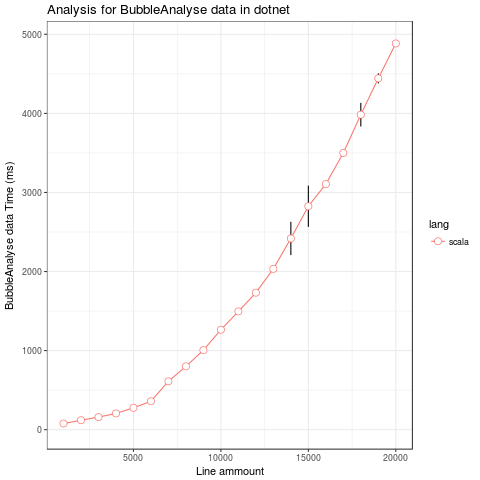 Analysis for BubbleAnalyse data in dotnet
BubbleAnalyse data Time (ms)
5000
4000
3000
2000
1000
0
5000 10000 15000 20000
Line ammount
lang
scala